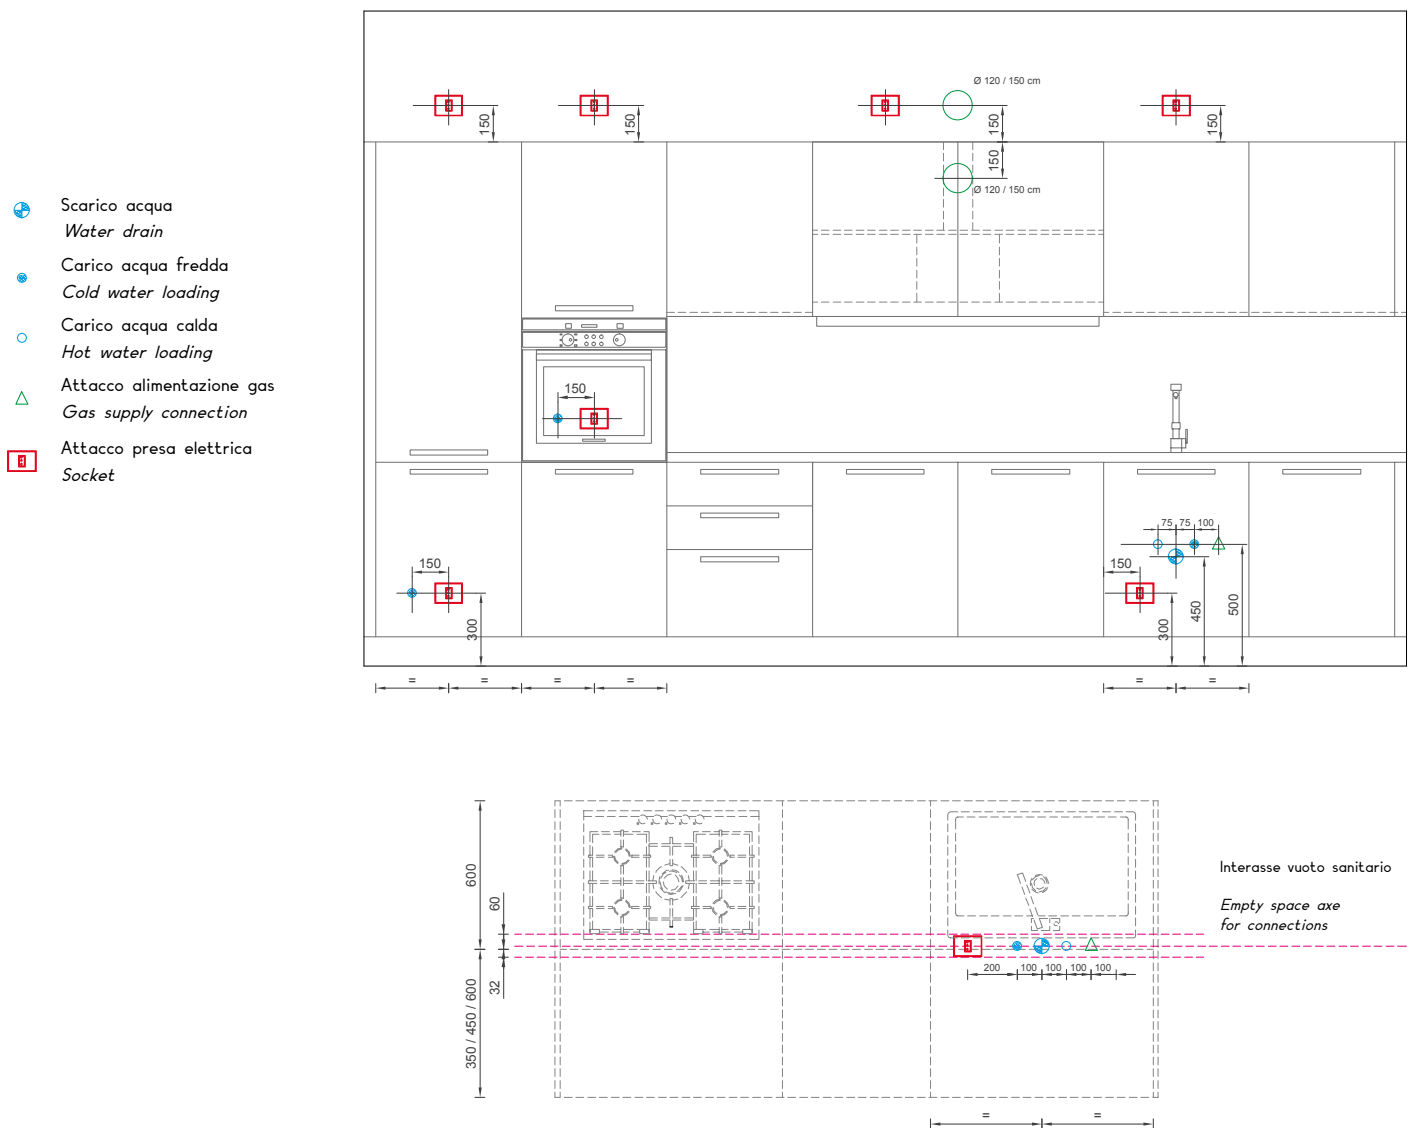 Ø 120 / 150 cm
150
150
150
150
150
Ø 120 / 150 cm
Scarico acqua
Water drain
Carico acqua fredda
Cold water loading
Carico acqua calda
Hot water loading
Attacco alimentazione gas
Gas supply connection
Attacco presa elettrica
Socket
150
75 75 100
150
150
300
300
450
500
= = = =
= =
600
60
32
350 / 450 / 600
200 100 100 100 100
Interasse vuoto sanitario
Empty space axe
for connections
= =